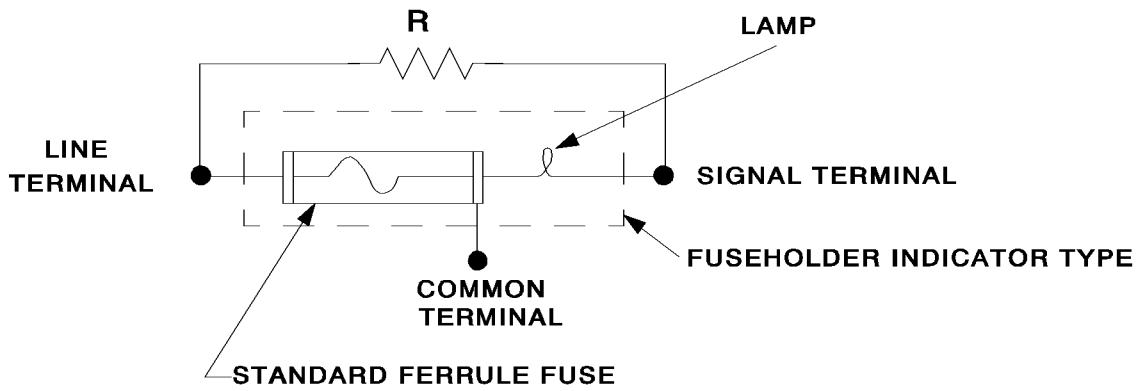 R
LAMP
LINE
TERMINAL
SIGNAL TERMINAL
FUSEHOLDER INDICATOR TYPE
COMMON
TERMINAL
STANDARD FERRULE FUSE